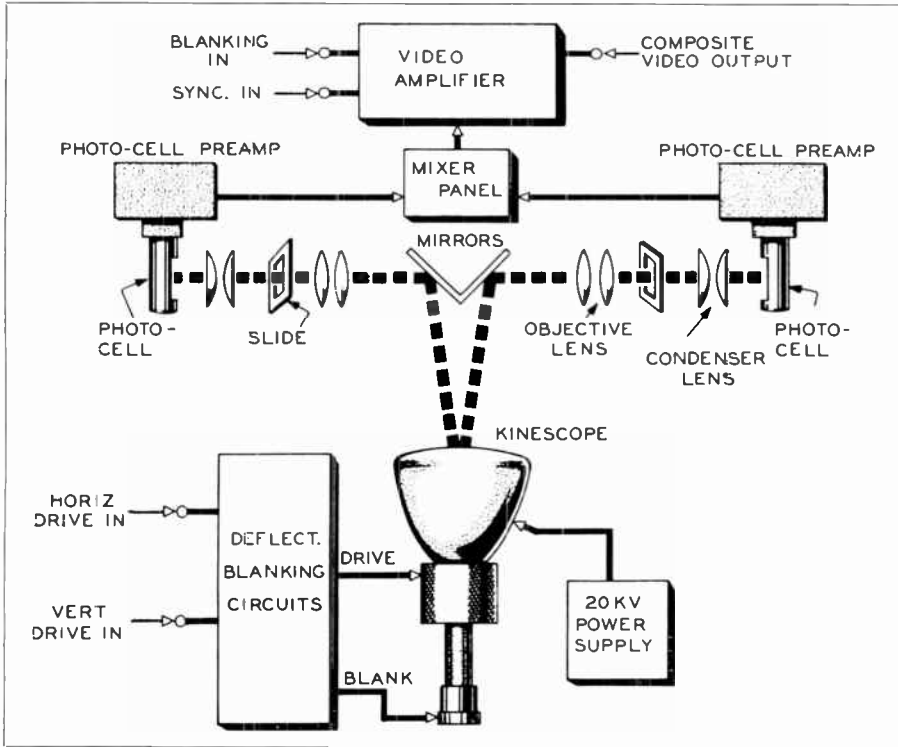 BLANKING
IN
SYNC. IN
VIDEO
AMPLIFIER
COMPOSITE
VIDEO OUTPUT
PHOTO-CELL PREAMP
MIXER
PANEL
PHOTO-CELL PREAMP
MIRRORS
PHOTO-
CELL
SLIDE
OBJECTIVE
LENS
CONDENSER
LENS
PHOTO-
CELL
KINESCOPE
HORIZ
DRIVE IN
VERT
DRIVE IN
DEFLECT.
BLANKING
CIRCUITS
DRIVE
BLANK
20 KV
POWER
SUPPLY